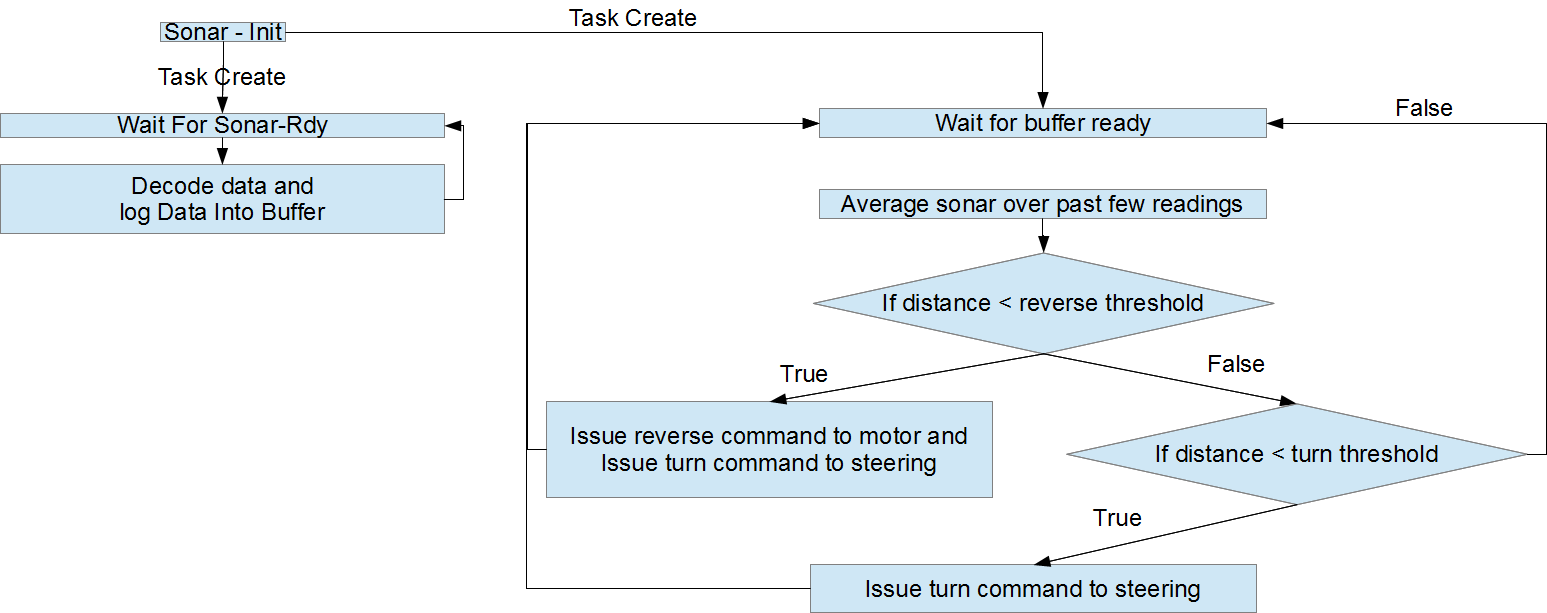 Task Create
Sonar - Init
Task Create
Wait For Sonar-Rdy
Decode data and
log Data Into Buffer
False
Wait for buffer ready
Average sonar over past few readings
If distance < reverse threshold
True
False
Issue reverse command to motor and
Issue turn command to steering
If distance < turn threshold
True
Issue turn command to steering